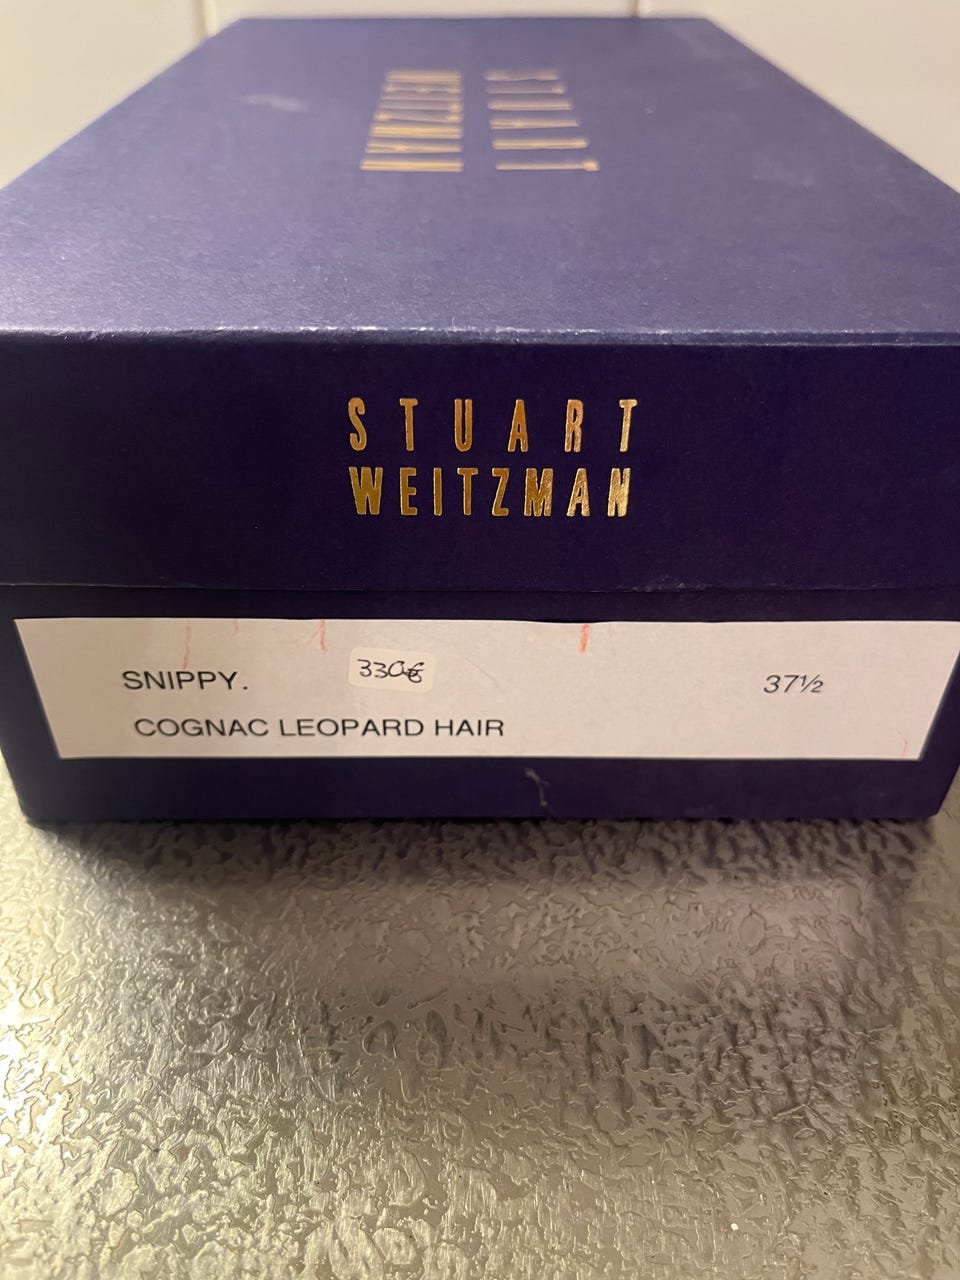 STUART
WEITZMAN
STUART
WEITZMAN
SNIPPY.
330€
37½
COGNAC LEOPARD HAIR